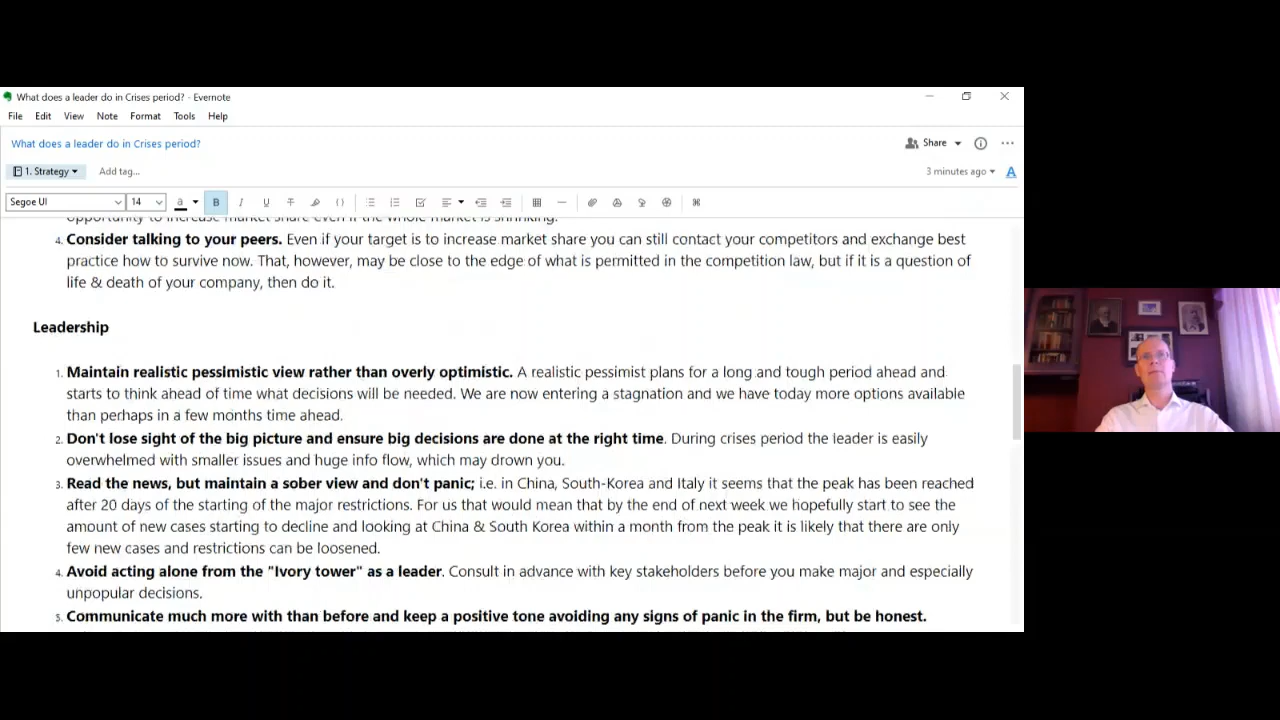 What does a leader do in Crises period? - Evernote
File Edit View Note Format Tools Help
What does a leader do in Crises period?
Share
1. Strategy
Add tag...
3 minutes ago
A
Segoe UI 14 a B I U T
opportunity to increase market share even if the whole market is shrinking.
4. Consider talking to your peers. Even if your target is to increase market share you can still contact your competitors and exchange best
practice how to survive now. That, however, may be close to the edge of what is permitted in the competition law, but if it is a question of
life & death of your company, then do it.
Leadership
1. Maintain realistic pessimistic view rather than overly optimistic. A realistic pessimist plans for a long and tough period ahead and
starts to think ahead of time what decisions will be needed. We are now entering a stagnation and we have today more options available
than perhaps in a few months time ahead.
2. Don't lose sight of the big picture and ensure big decisions are done at the right time. During crises period the leader is easily
overwhelmed with smaller issues and huge info flow, which may drown you.
3. Read the news, but maintain a sober view and don't panic; i.e. in China, South-Korea and Italy it seems that the peak has been reached
after 20 days of the starting of the major restrictions. For us that would mean that by the end of next week we hopefully start to see the
amount of new cases starting to decline and looking at China & South Korea within a month from the peak it is likely that there are only
few new cases and restrictions can be loosened.
4. Avoid acting alone from the "Ivory tower" as a leader. Consult in advance with key stakeholders before you make major and especially
unpopular decisions.
5. Communicate much more with than before and keep a positive tone avoiding any signs of panic in the firm, but be honest.